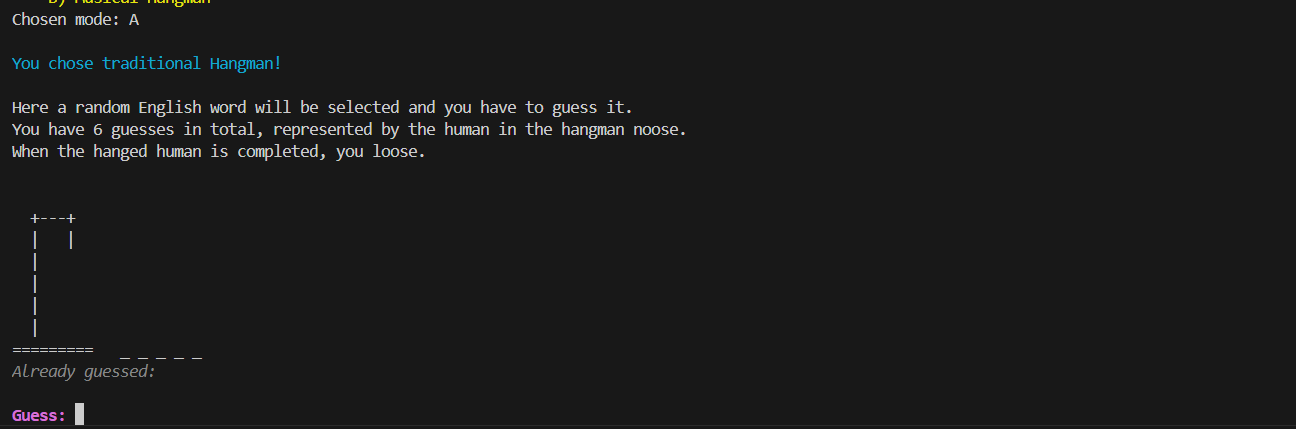 b) Musical Hangman
Chosen mode: A
You chose traditional Hangman!
Here a random English word will be selected and you have to guess it.
You have 6 guesses in total, represented by the human in the hangman noose.
When the hanged human is completed, you loose.
+---+
|   |
|
|
|
|
=========   _ _ _ _ _
Already guessed:
Guess: